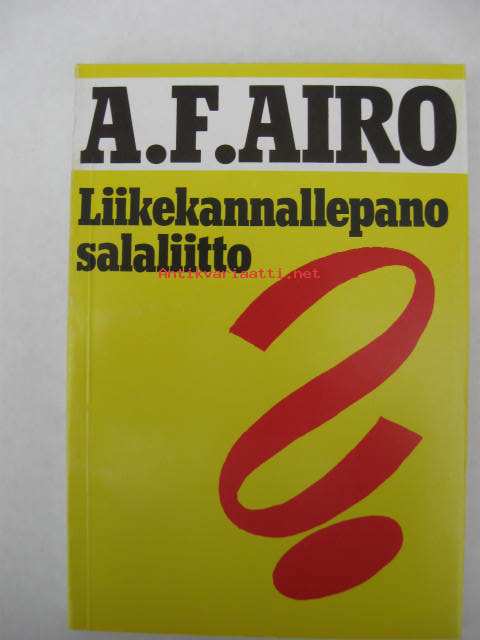 A.F.AIRO
Liikekannallepano
salaliitto
Antikvariaatti.net